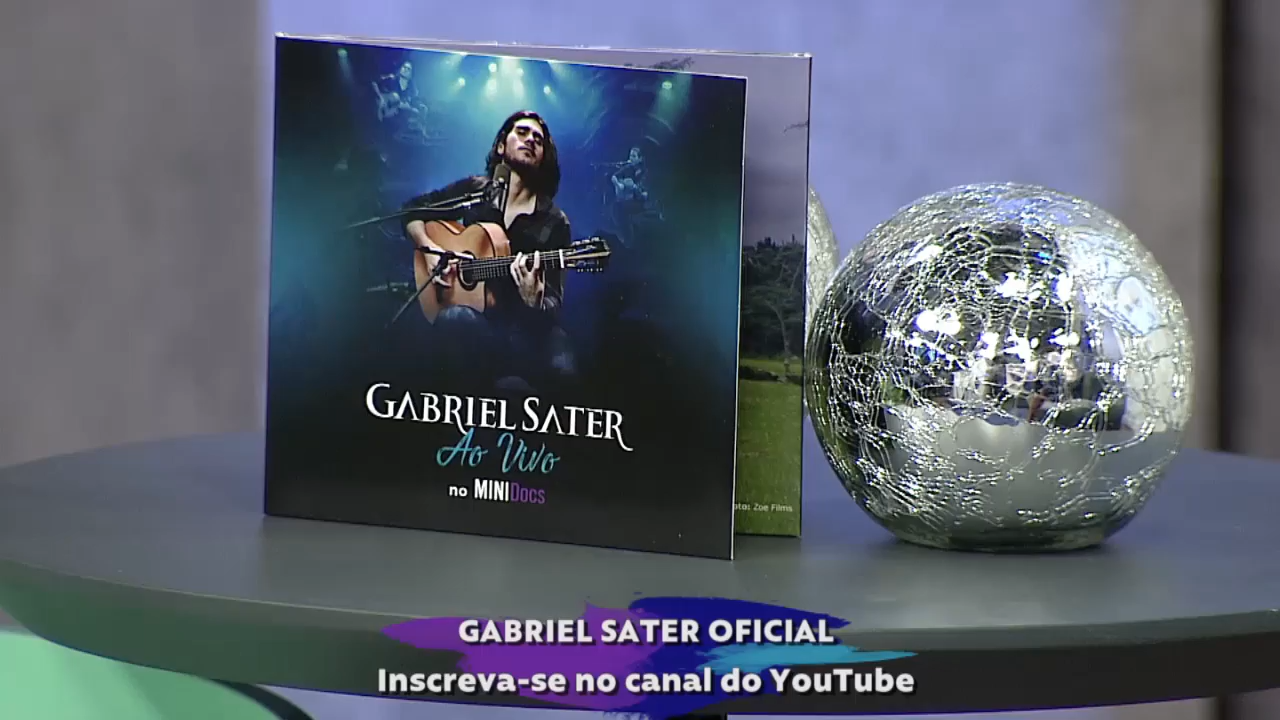 GABRIEL SATER
Ao Vivo
no MINIDocs
oto: Zoe Films
GABRIEL SATER OFICIAL
Inscreva-se no canal do YouTube